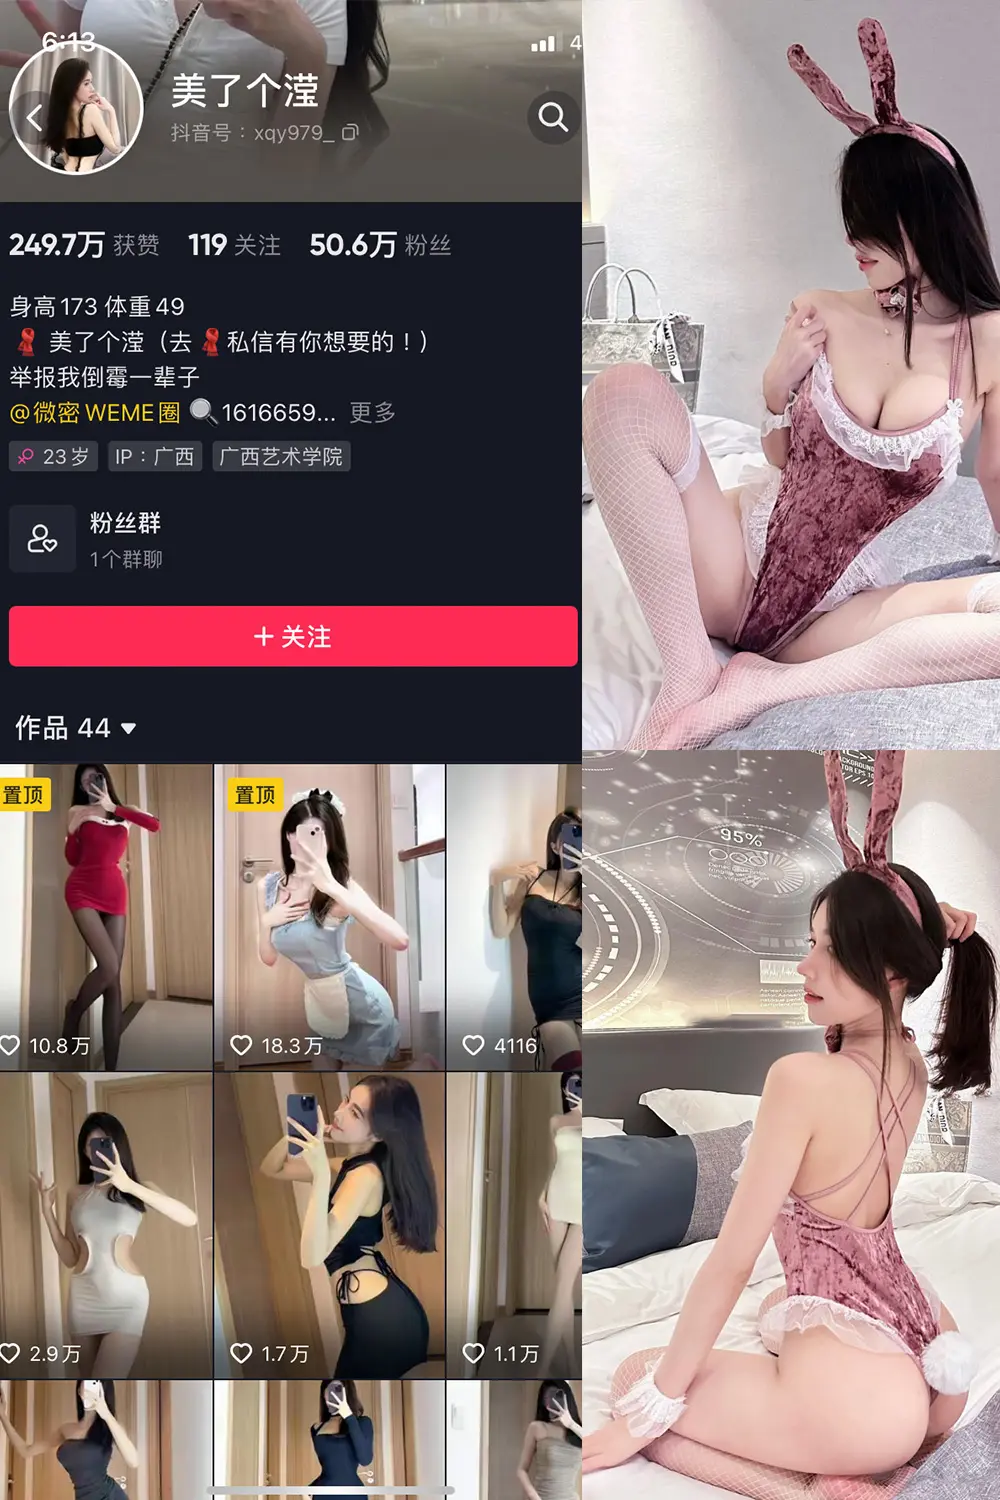 6:13
4
美了个滢
抖音号：xqy979_
249.7万 获赞 119 关注 50.6万 粉丝
身高173 体重49
美了个滢（去 私信有你想要的！）
举报我倒霉一辈子
@微密 WEME圈 1616659... 更多
23岁 IP：广西 广西艺术学院
粉丝群
1个群聊
+ 关注
作品 44
置顶 置顶
10.8万 18.3万 4116
2.9万 1.7万 1.1万
95%